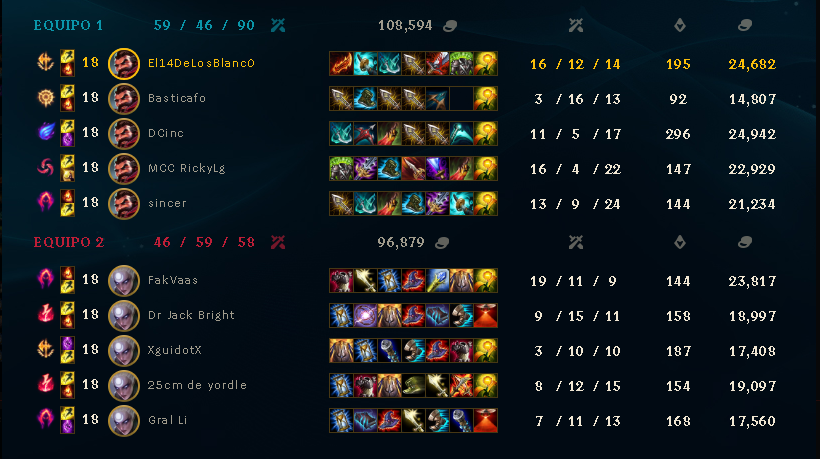 EQUIPO 1 59 / 46 / 90 108,594
18 El14DeLosBlancO 16 / 12 / 14 195 24,682
18 Basticafo 3 / 16 / 13 92 14,807
18 DCinc 11 / 5 / 17 296 24,942
18 MCC RickyLg 16 / 4 / 22 147 22,929
18 sincer 13 / 9 / 24 144 21,234
EQUIPO 2 46 / 59 / 58 96,879
18 FakVaas 19 / 11 / 9 144 23,817
18 Dr Jack Bright 9 / 15 / 11 158 18,997
18 XguidotX 3 / 10 / 10 187 17,408
18 25cm de yordle 8 / 12 / 15 154 19,097
18 Gral Li 7 / 11 / 13 168 17,560